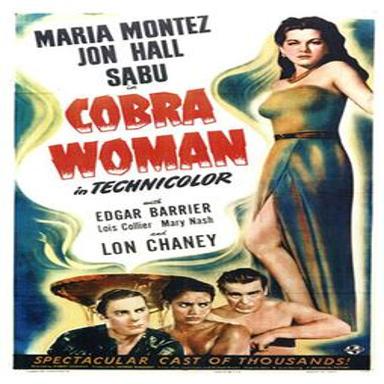 MARIA MONTEZ
JON HALL
SABU
in
COBRA
WOMAN
in TECHNICOLOR
with
EDGAR BARRIER
Lois Collier Mary Nash
and
LON CHANEY
SPECTACULAR CAST OF THOUSANDS!